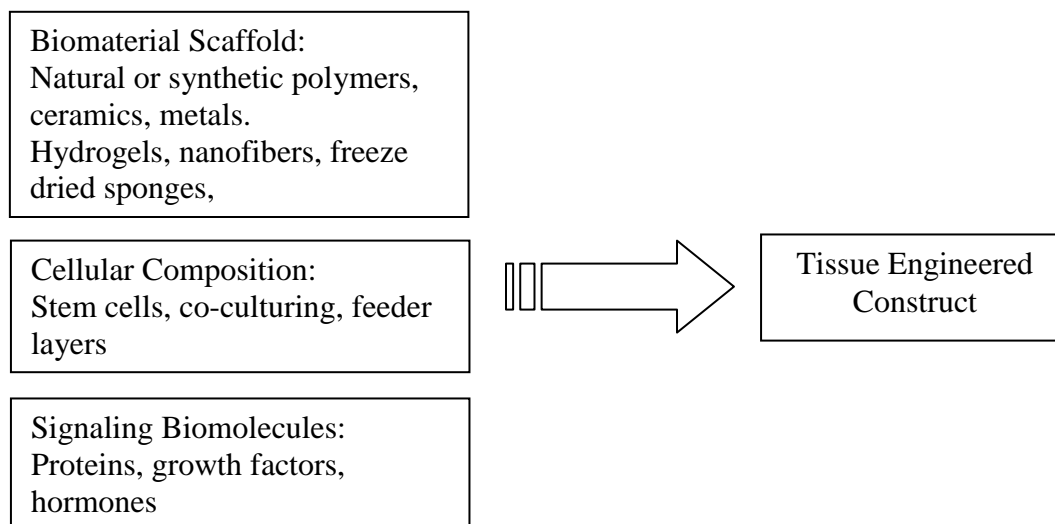 Biomaterial Scaffold:
Natural or synthetic polymers,
ceramics, metals.
Hydrogels, nanofibers, freeze
dried sponges,
Cellular Composition:
Stem cells, co-culturing, feeder
layers
Signaling Biomolecules:
Proteins, growth factors,
hormones
Tissue Engineered
Construct